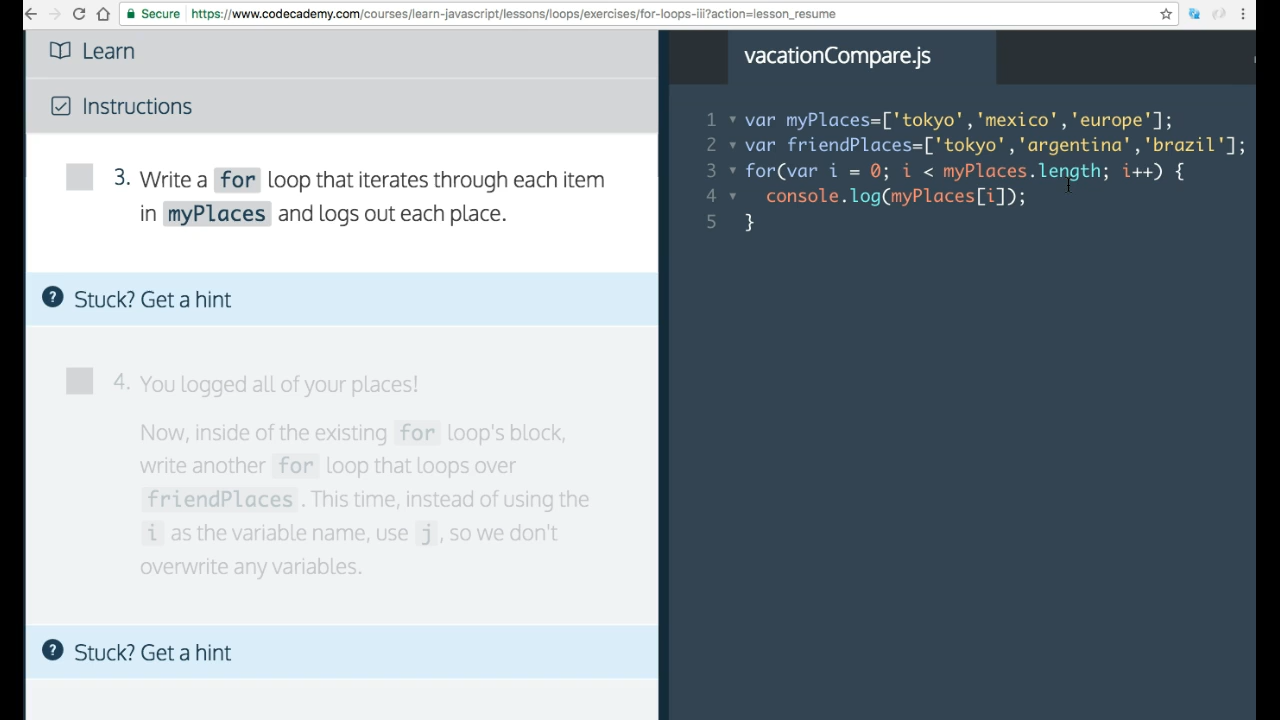 Secure https://www.codecademy.com/courses/learn-javascript/lessons/loops/exercises/for-loops-iii?action=lesson_resume
Learn
Instructions
3. Write a for loop that iterates through each item
in myPlaces and logs out each place.
? Stuck? Get a hint
4. You logged all of your places!
Now, inside of the existing for loop's block,
write another for loop that loops over
friendPlaces. This time, instead of using the
i as the variable name, use j, so we don't
overwrite any variables.
? Stuck? Get a hint
vacationCompare.js
1 var myPlaces=['tokyo','mexico','europe'];
2 var friendPlaces=['tokyo','argentina','brazil'];
3 for(var i = 0; i < myPlaces.length; i++) {
4 console.log(myPlaces[i]);
5 }